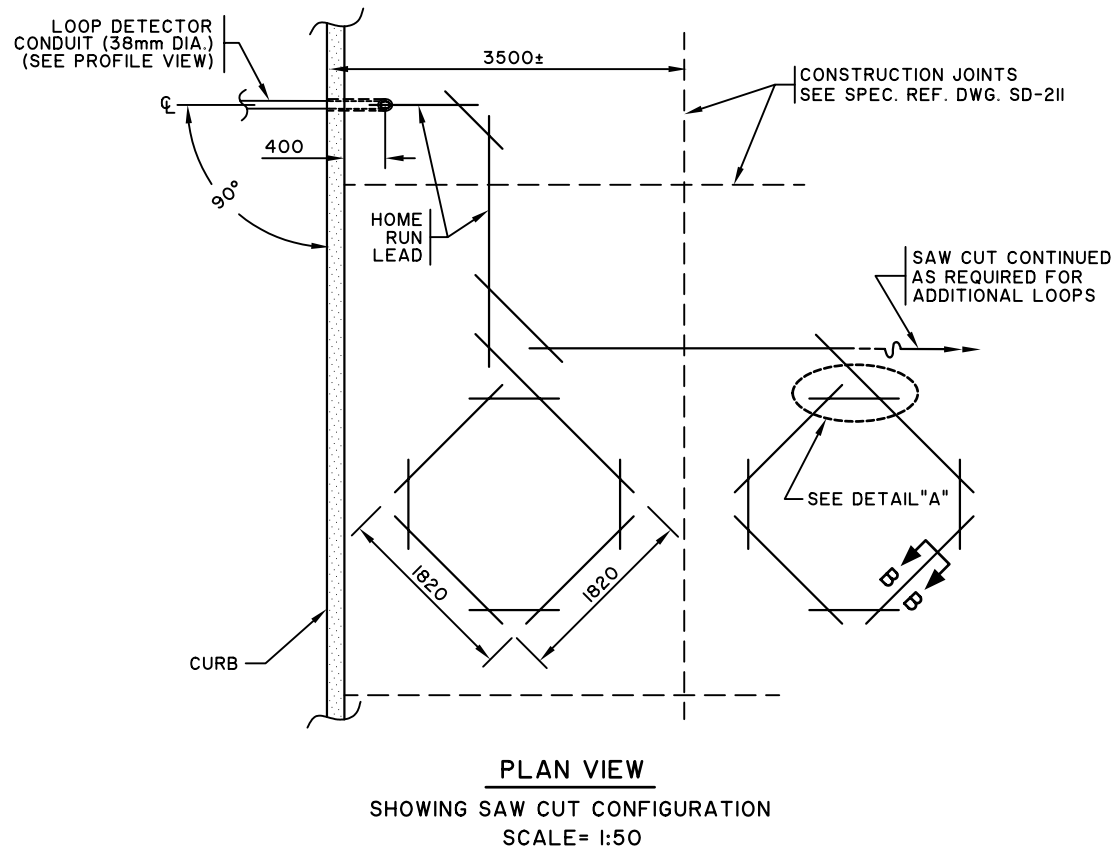 LOOP DETECTOR
CONDUIT (38mm DIA.)
(SEE PROFILE VIEW)
3500±
CONSTRUCTION JOINTS
SEE SPEC. REF. DWG. SD-211
℄
400
90°
HOME
RUN
LEAD
SAW CUT CONTINUED
AS REQUIRED FOR
ADDITIONAL LOOPS
SEE DETAIL"A"
1820
1820
B
B
CURB
PLAN VIEW
SHOWING SAW CUT CONFIGURATION
SCALE= 1:50